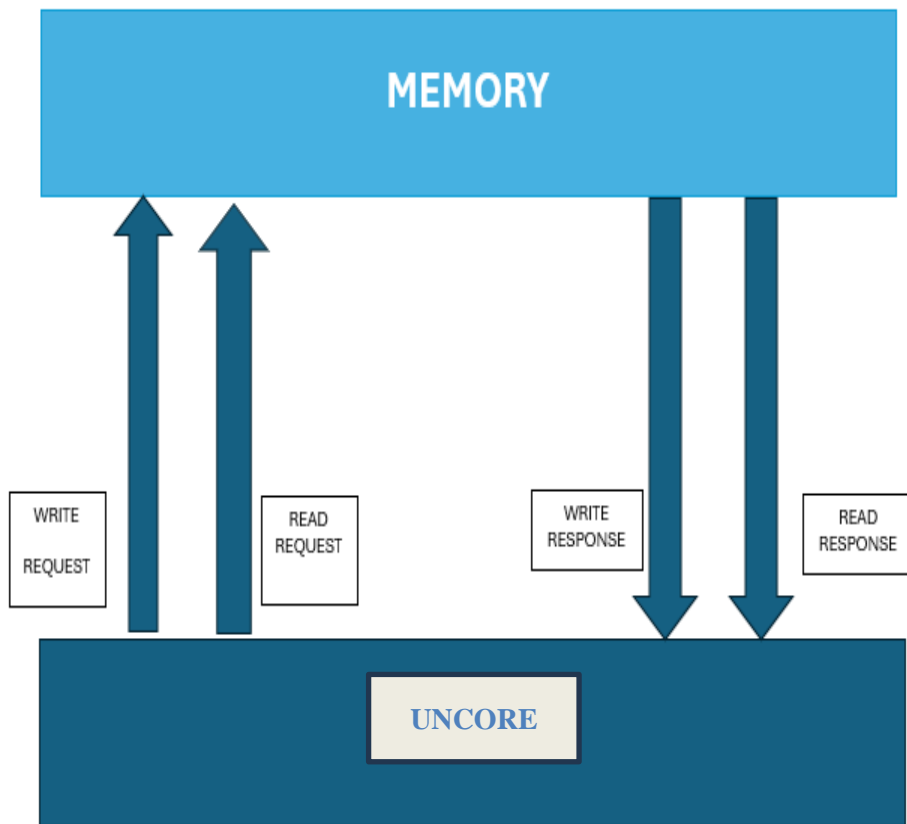 MEMORY
WRITE
REQUEST
READ
REQUEST
WRITE
RESPONSE
READ
RESPONSE
UNCORE